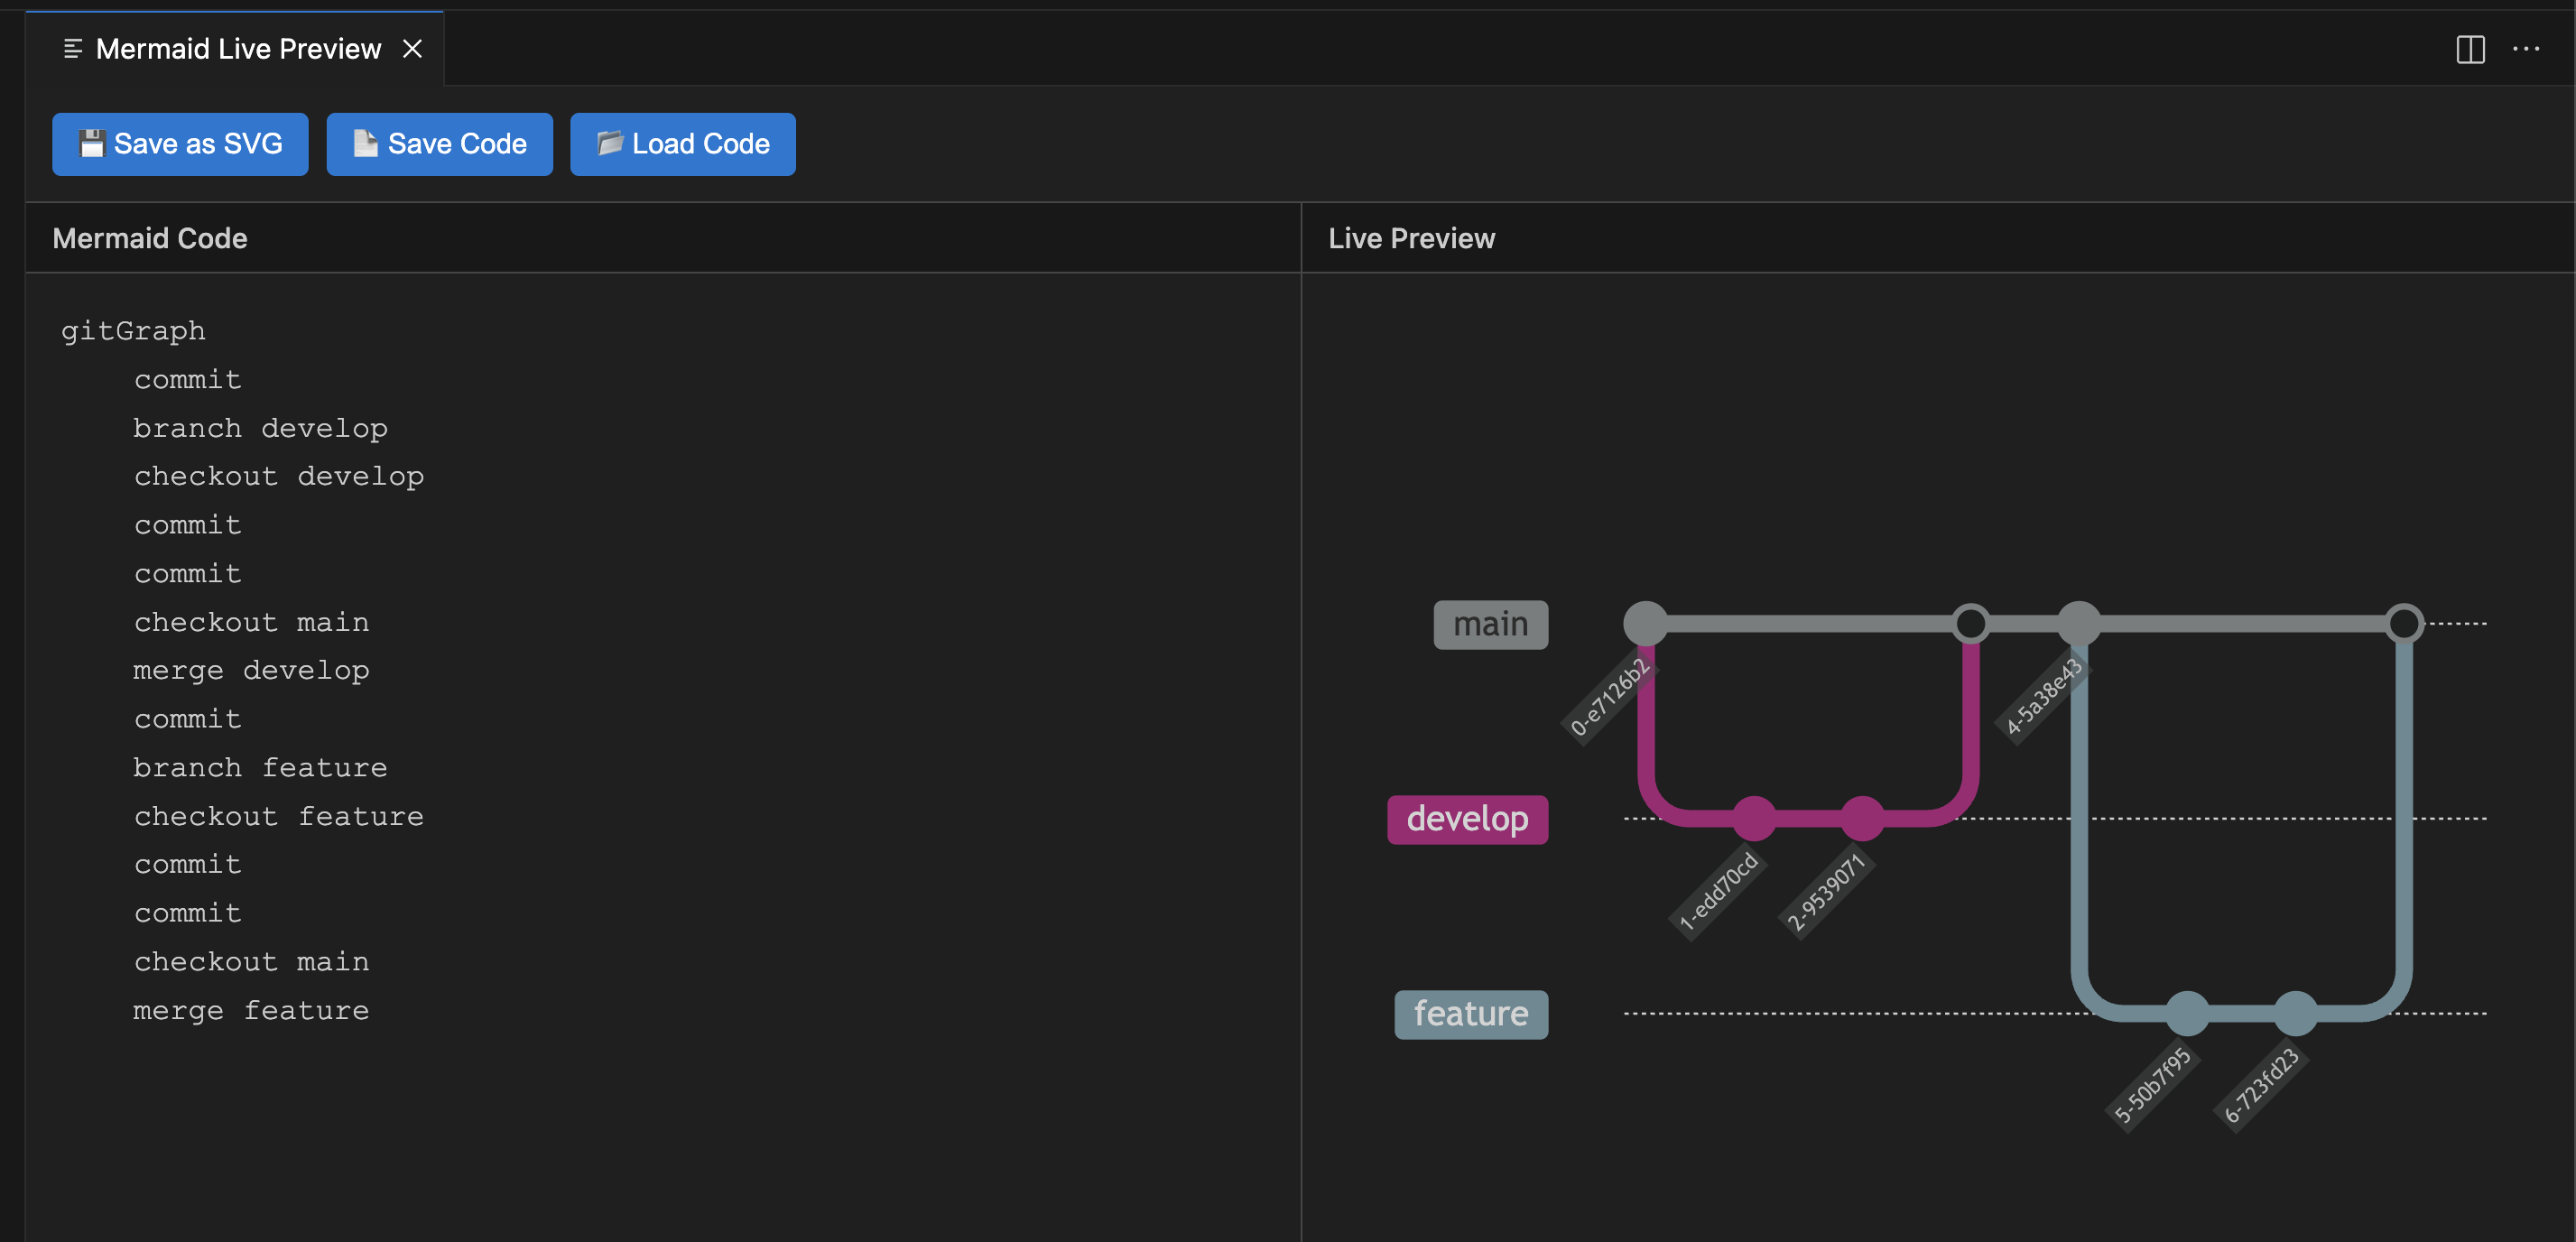 Mermaid Live Preview
Save as SVG
Save Code
Load Code
Mermaid Code
gitGraph
    commit
    branch develop
    checkout develop
    commit
    commit
    checkout main
    merge develop
    commit
    branch feature
    checkout feature
    commit
    commit
    checkout main
    merge feature
Live Preview
main
0-e7126b2
4-5a38e43
develop
1-edd70cd
2-9539071
feature
5-50b7f95
6-723fd23